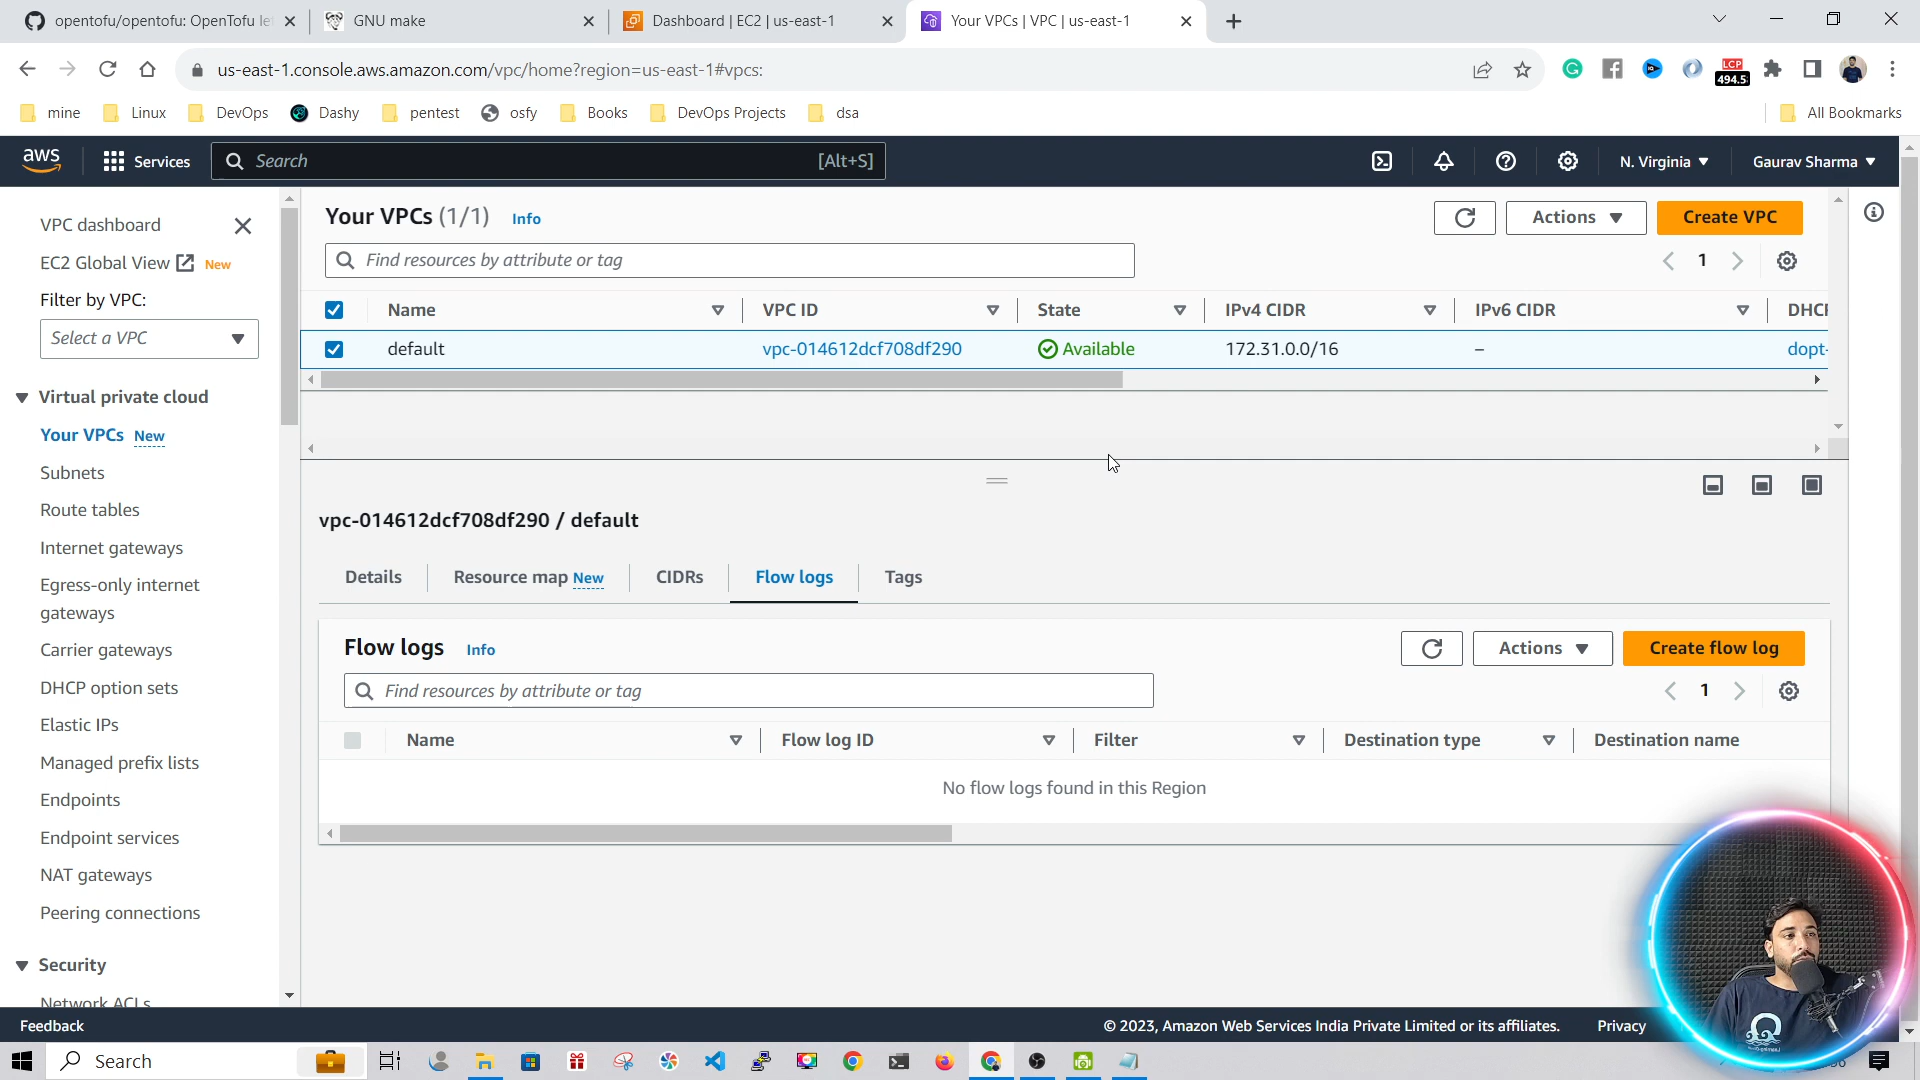 opentofu/opentofu: OpenTofu let
GNU make
Dashboard | EC2 | us-east-1
Your VPCs | VPC | us-east-1
us-east-1.console.aws.amazon.com/vpc/home?region=us-east-1#vpcs:
LCP
494.5
mine
Linux
DevOps
Dashy
pentest
osfy
Books
DevOps Projects
dsa
All Bookmarks
aws
Services
Search
[Alt+S]
N. Virginia
Gaurav Sharma
VPC dashboard
EC2 Global View New
Filter by VPC:
Select a VPC
Virtual private cloud
Your VPCs New
Subnets
Route tables
Internet gateways
Egress-only internet
gateways
Carrier gateways
DHCP option sets
Elastic IPs
Managed prefix lists
Endpoints
Endpoint services
NAT gateways
Peering connections
Security
Network ACLs
Your VPCs (1/1) Info
Actions
Create VPC
Find resources by attribute or tag
1
Name
VPC ID
State
IPv4 CIDR
IPv6 CIDR
DHCP
default
vpc-014612dcf708df290
Available
172.31.0.0/16
–
dopt-
vpc-014612dcf708df290 / default
Details
Resource map New
CIDRs
Flow logs
Tags
Flow logs Info
Actions
Create flow log
Find resources by attribute or tag
1
Name
Flow log ID
Filter
Destination type
Destination name
No flow logs found in this Region
Feedback
© 2023, Amazon Web Services India Private Limited or its affiliates.
Privacy
Search